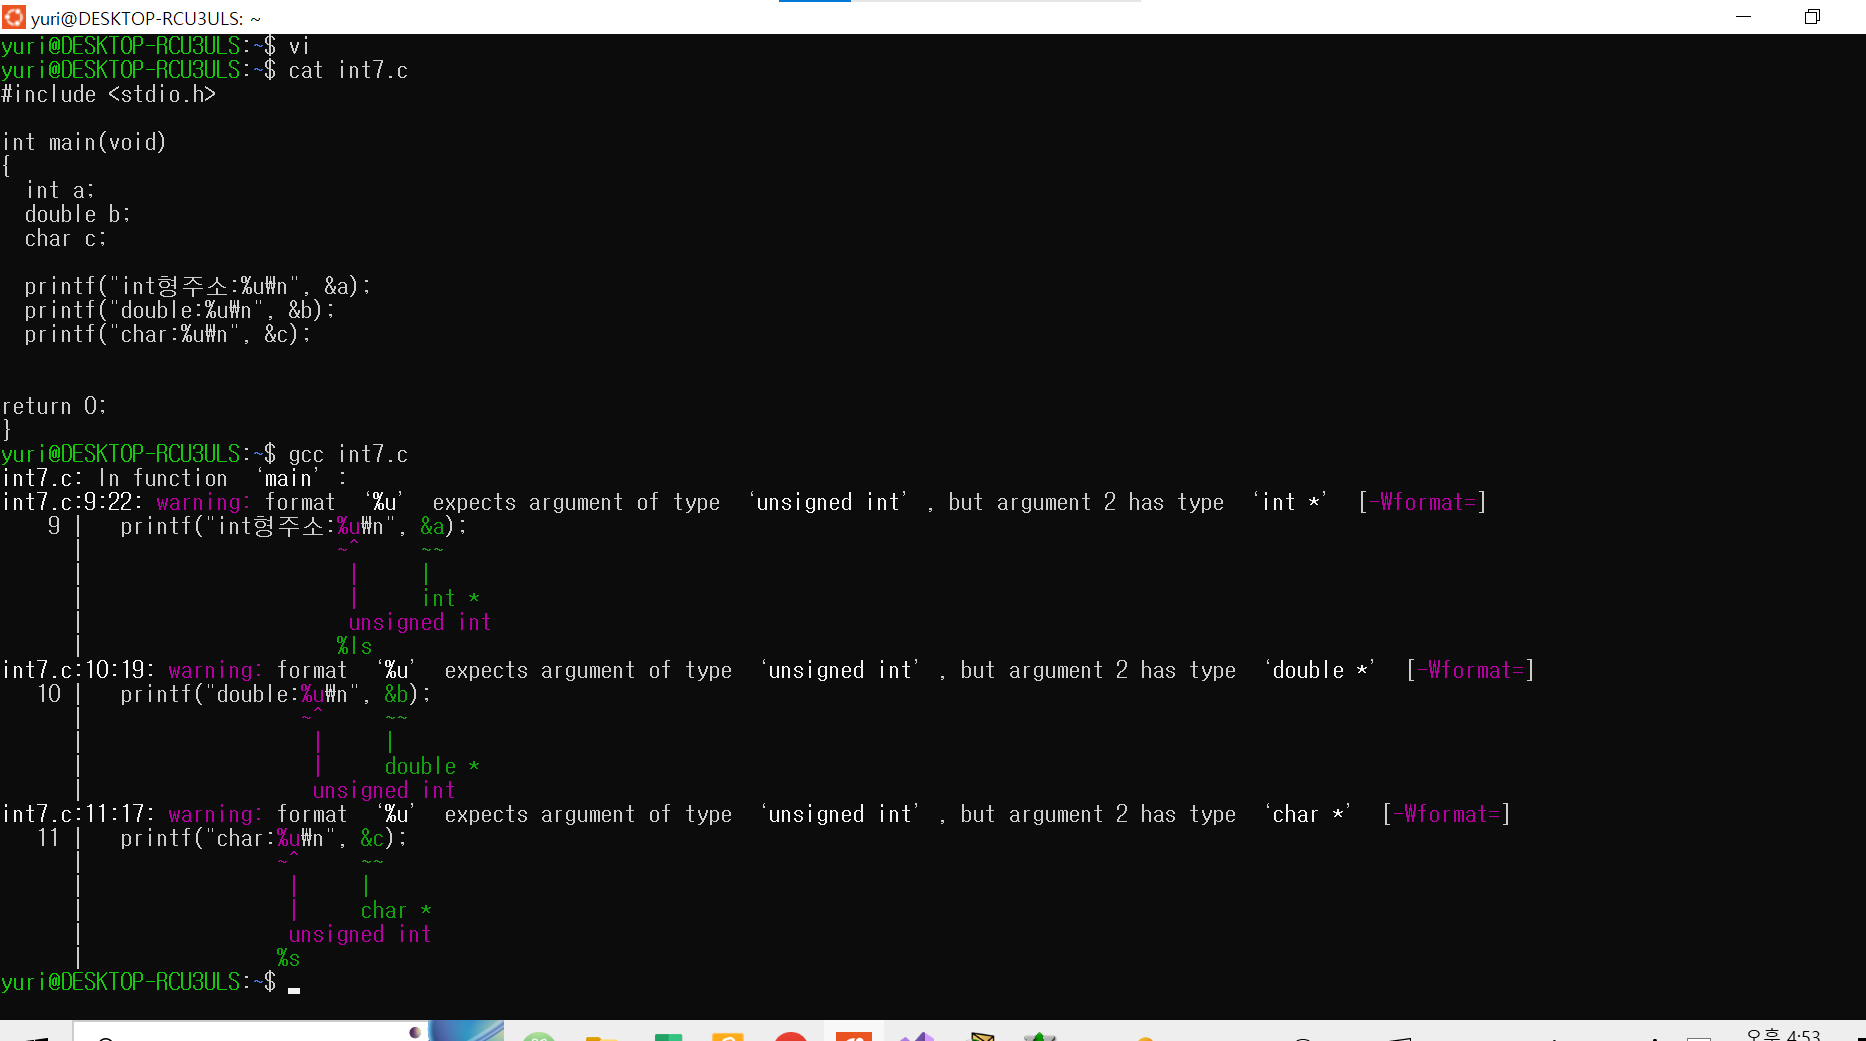 yuri@DESKTOP-RCU3ULS: ~
yuri@DESKTOP-RCU3ULS:~$ vi
yuri@DESKTOP-RCU3ULS:~$ cat int7.c
#include <stdio.h>
int main(void)
{
  int a;
  double b;
  char c;
  printf("int형주소:%u₩n", &a);
  printf("double:%u₩n", &b);
  printf("char:%u₩n", &c);
return 0;
}
yuri@DESKTOP-RCU3ULS:~$ gcc int7.c
int7.c: In function ‘main’ :
int7.c:9:22: warning: format ‘%u’ expects argument of type ‘unsigned int’ , but argument 2 has type ‘int *’ [-Wformat=]
    9 |   printf("int형주소:%u₩n", &a);
      |                     ~^     ~~
      |                      |     |
      |                      |     int *
      |                      unsigned int
      |                     %ls
int7.c:10:19: warning: format ‘%u’ expects argument of type ‘unsigned int’ , but argument 2 has type ‘double *’ [-Wformat=]
   10 |   printf("double:%u₩n", &b);
      |                  ~^     ~~
      |                   |     |
      |                   |     double *
      |                   unsigned int
int7.c:11:17: warning: format ‘%u’ expects argument of type ‘unsigned int’ , but argument 2 has type ‘char *’ [-Wformat=]
   11 |   printf("char:%u₩n", &c);
      |                ~^     ~~
      |                 |     |
      |                 |     char *
      |                 unsigned int
      |                %s
yuri@DESKTOP-RCU3ULS:~$
오후 4:53